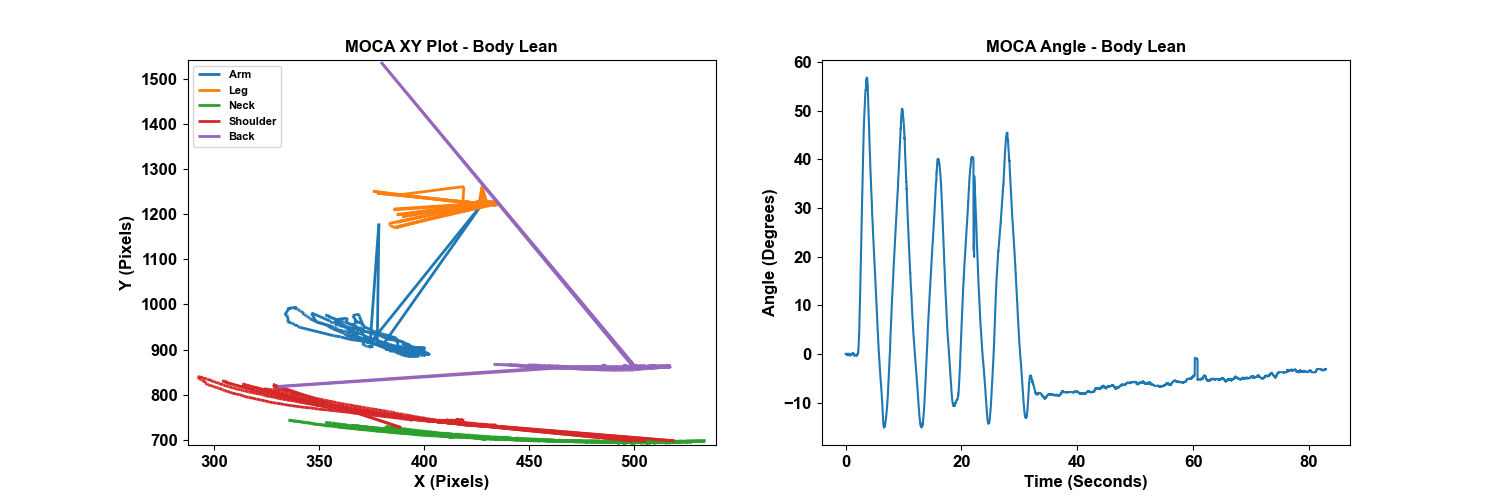 MOCA XY Plot - Body Lean
Y (Pixels)
1500
1400
1300
1200
1100
1000
900
800
700
Arm
Leg
Neck
Shoulder
Back
300
350
400
450
500
X (Pixels)
MOCA Angle - Body Lean
Angle (Degrees)
60
50
40
30
20
10
0
−10
0
20
40
60
80
Time (Seconds)